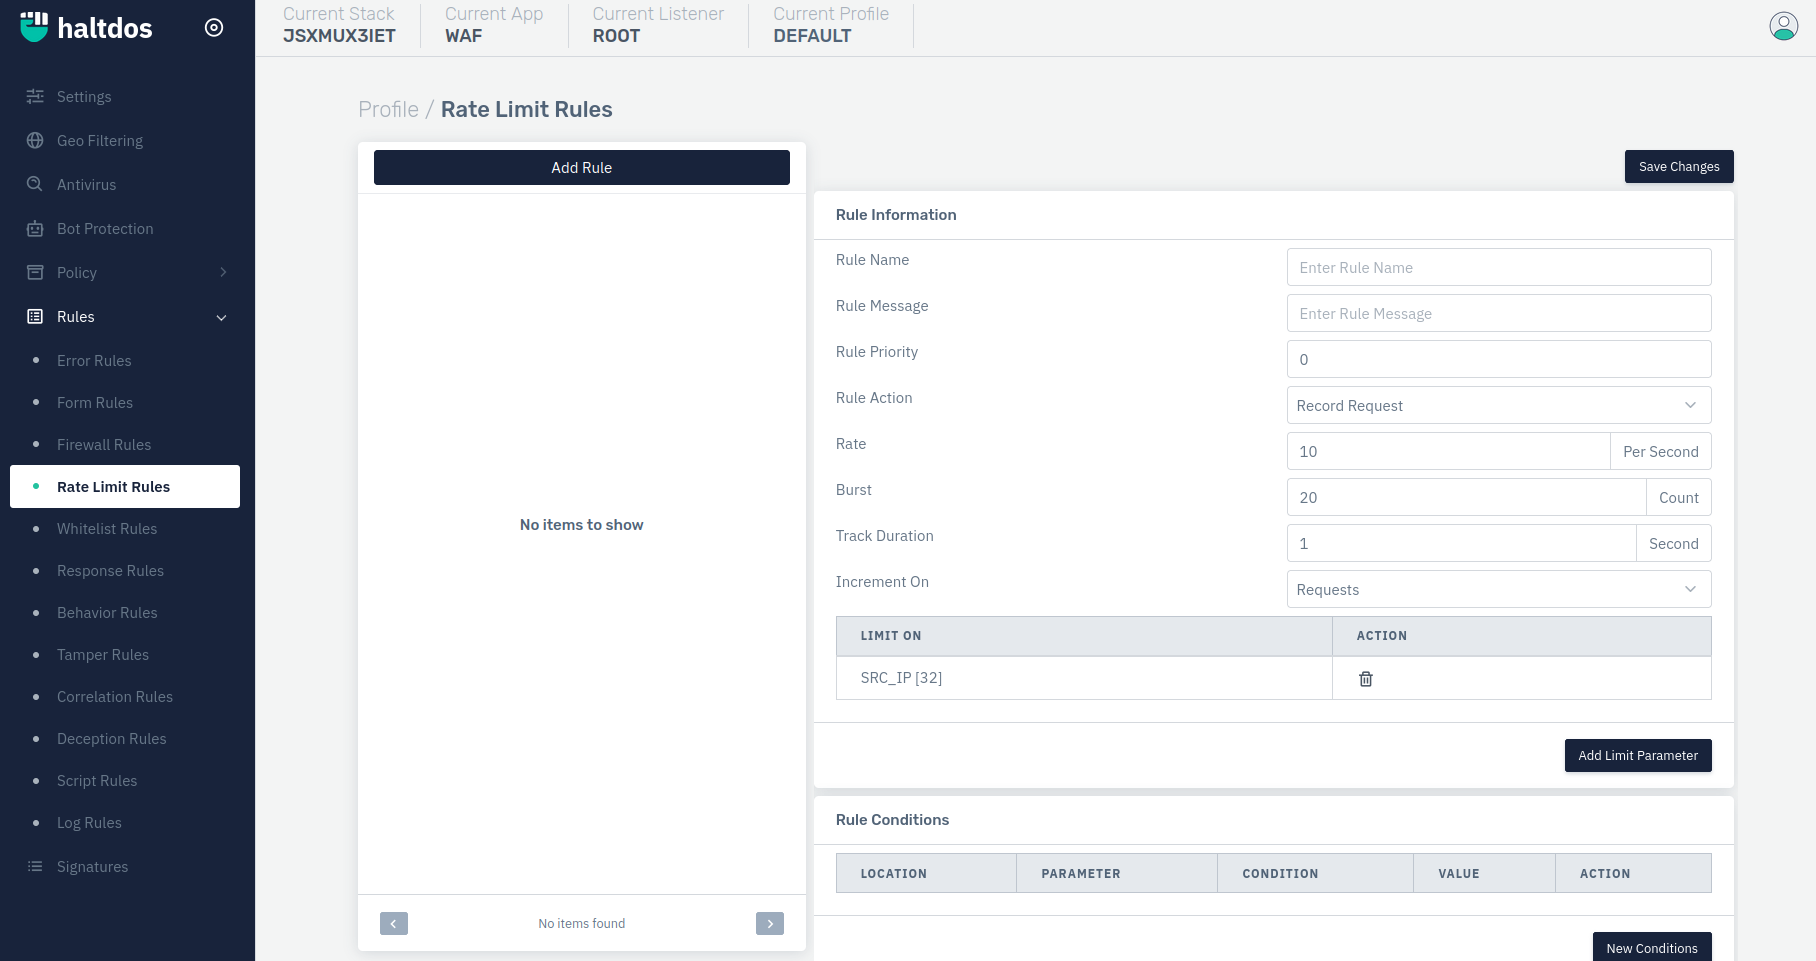 haltdos
Current Stack
JSXMUX3IET
Current App
WAF
Current Listener
ROOT
Current Profile
DEFAULT
Settings
Geo Filtering
Antivirus
Bot Protection
Policy
Rules
Error Rules
Form Rules
Firewall Rules
Rate Limit Rules
Whitelist Rules
Response Rules
Behavior Rules
Tamper Rules
Correlation Rules
Deception Rules
Script Rules
Log Rules
Signatures
Profile / Rate Limit Rules
Add Rule
No items to show
No items found
Save Changes
Rule Information
Rule Name
Enter Rule Name
Rule Message
Enter Rule Message
Rule Priority
0
Rule Action
Record Request
Rate
10 Per Second
Burst
20 Count
Track Duration
1 Second
Increment On
Requests
LIMIT ON ACTION
SRC_IP [32]
Add Limit Parameter
Rule Conditions
LOCATION PARAMETER CONDITION VALUE ACTION
New Conditions